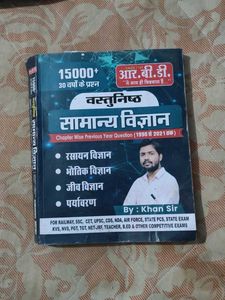 15000+
30 वर्षों के प्रश्न
आर.बी.डी.
वस्तुनिष्ठ
सामान्य विज्ञान
Chapter Wise Previous Year Question (1990 से 2021 तक)
रसायन विज्ञान
भौतिक विज्ञान
जीव विज्ञान
पर्यावरण
By : Khan Sir
FOR RAILWAY, SSC, CET, UPSC, CDS, NDA, AIR FORCE, STATE PCS, STATE EXAM
KVS, NVS, PGT, TGT, NET-JRF, TEACHER, B.ED & OTHER COMPETITIVE EXAMS
सामान्य विज्ञान